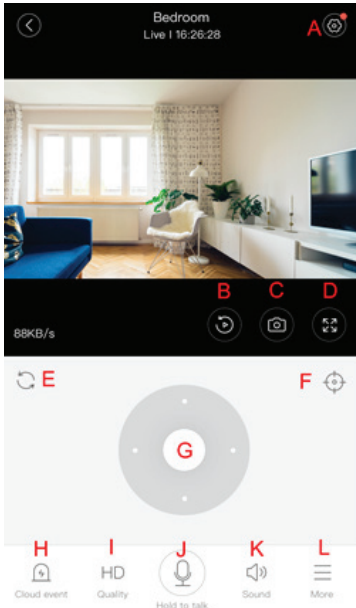 Bedroom
Live I 16:26:28
A
B C D
88KB/s
E F
G
H I J K L
HD
Cloud event Quality Hold to talk Sound More